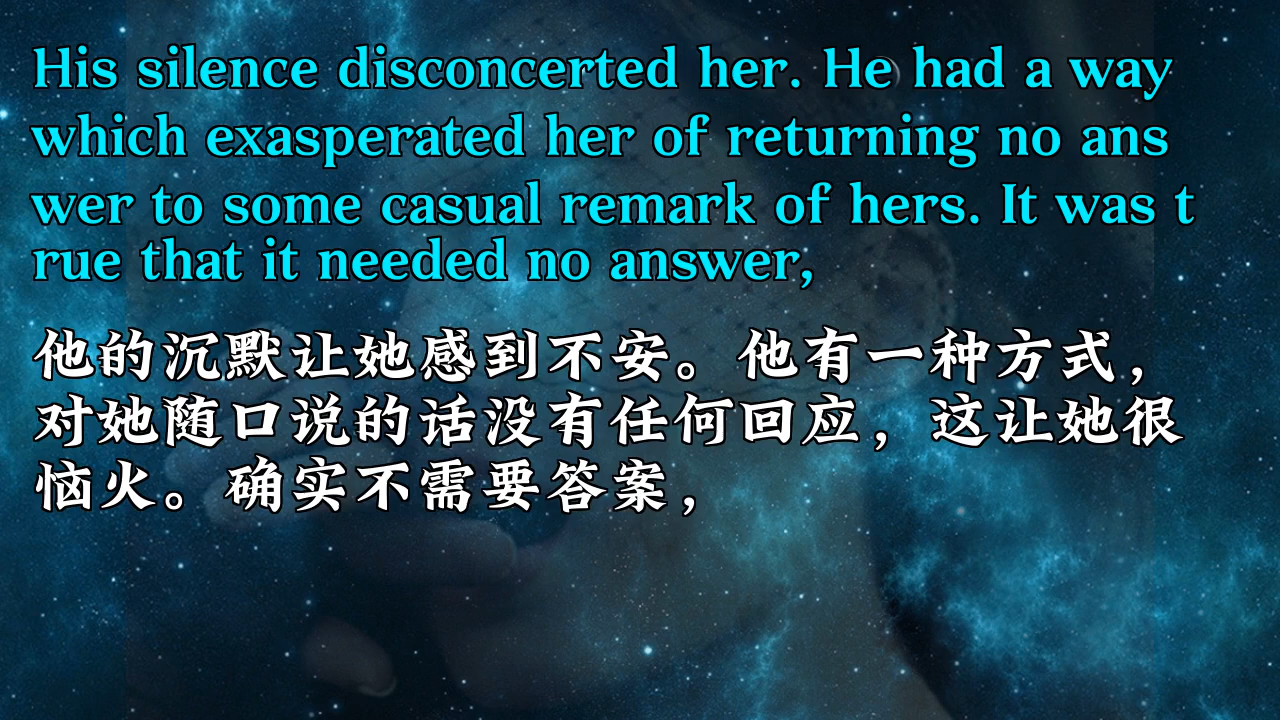 His silence disconcerted her. He had a way
which exasperated her of returning no ans
wer to some casual remark of hers. It was t
rue that it needed no answer,
他的沉默让她感到不安。他有一种方式，
对她随口说的话没有任何回应，这让她很
恼火。确实不需要答案，